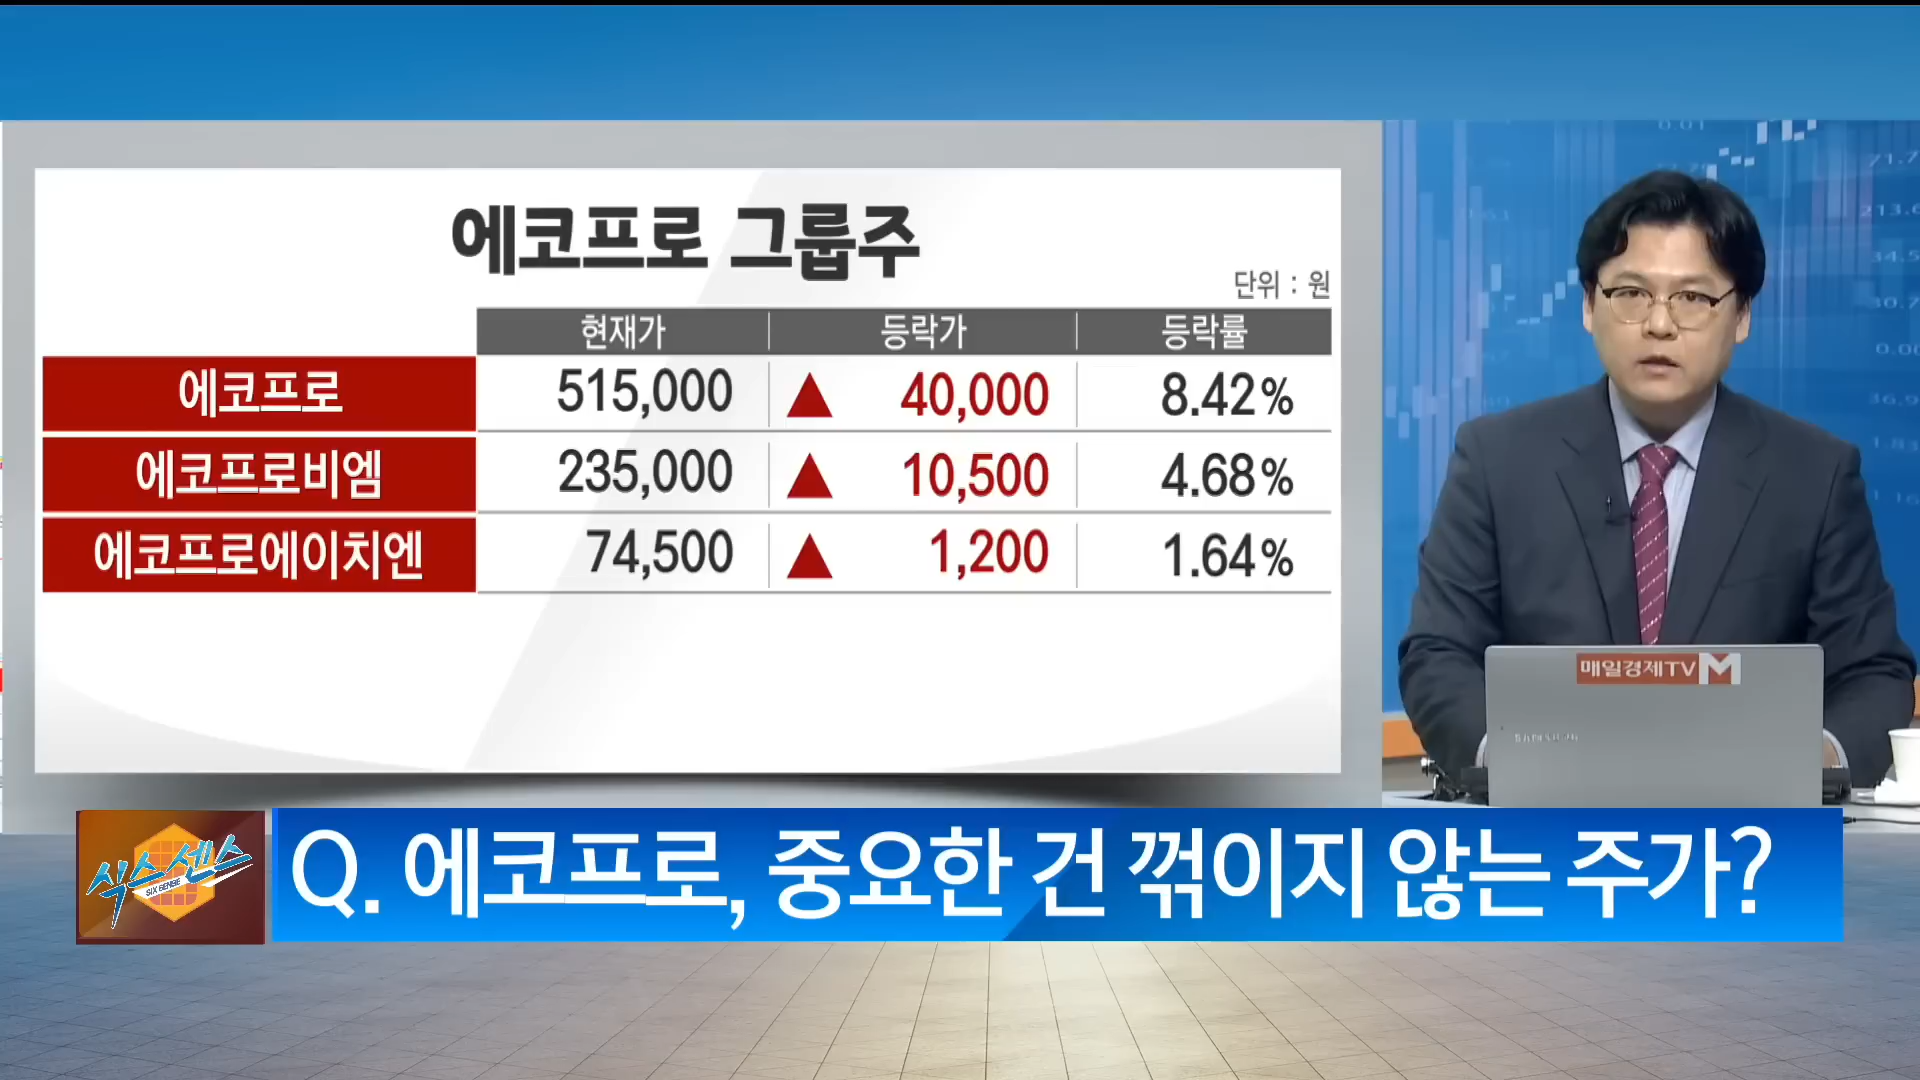 에코프로 그룹주
단위 : 원
현재가 등락가 등락률
에코프로 515,000 ▲ 40,000 8.42%
에코프로비엠 235,000 ▲ 10,500 4.68%
에코프로에이치엔 74,500 ▲ 1,200 1.64%
매일경제TV M
식스센스
SIX SENSE
Q. 에코프로, 중요한 건 꺾이지 않는 주가?